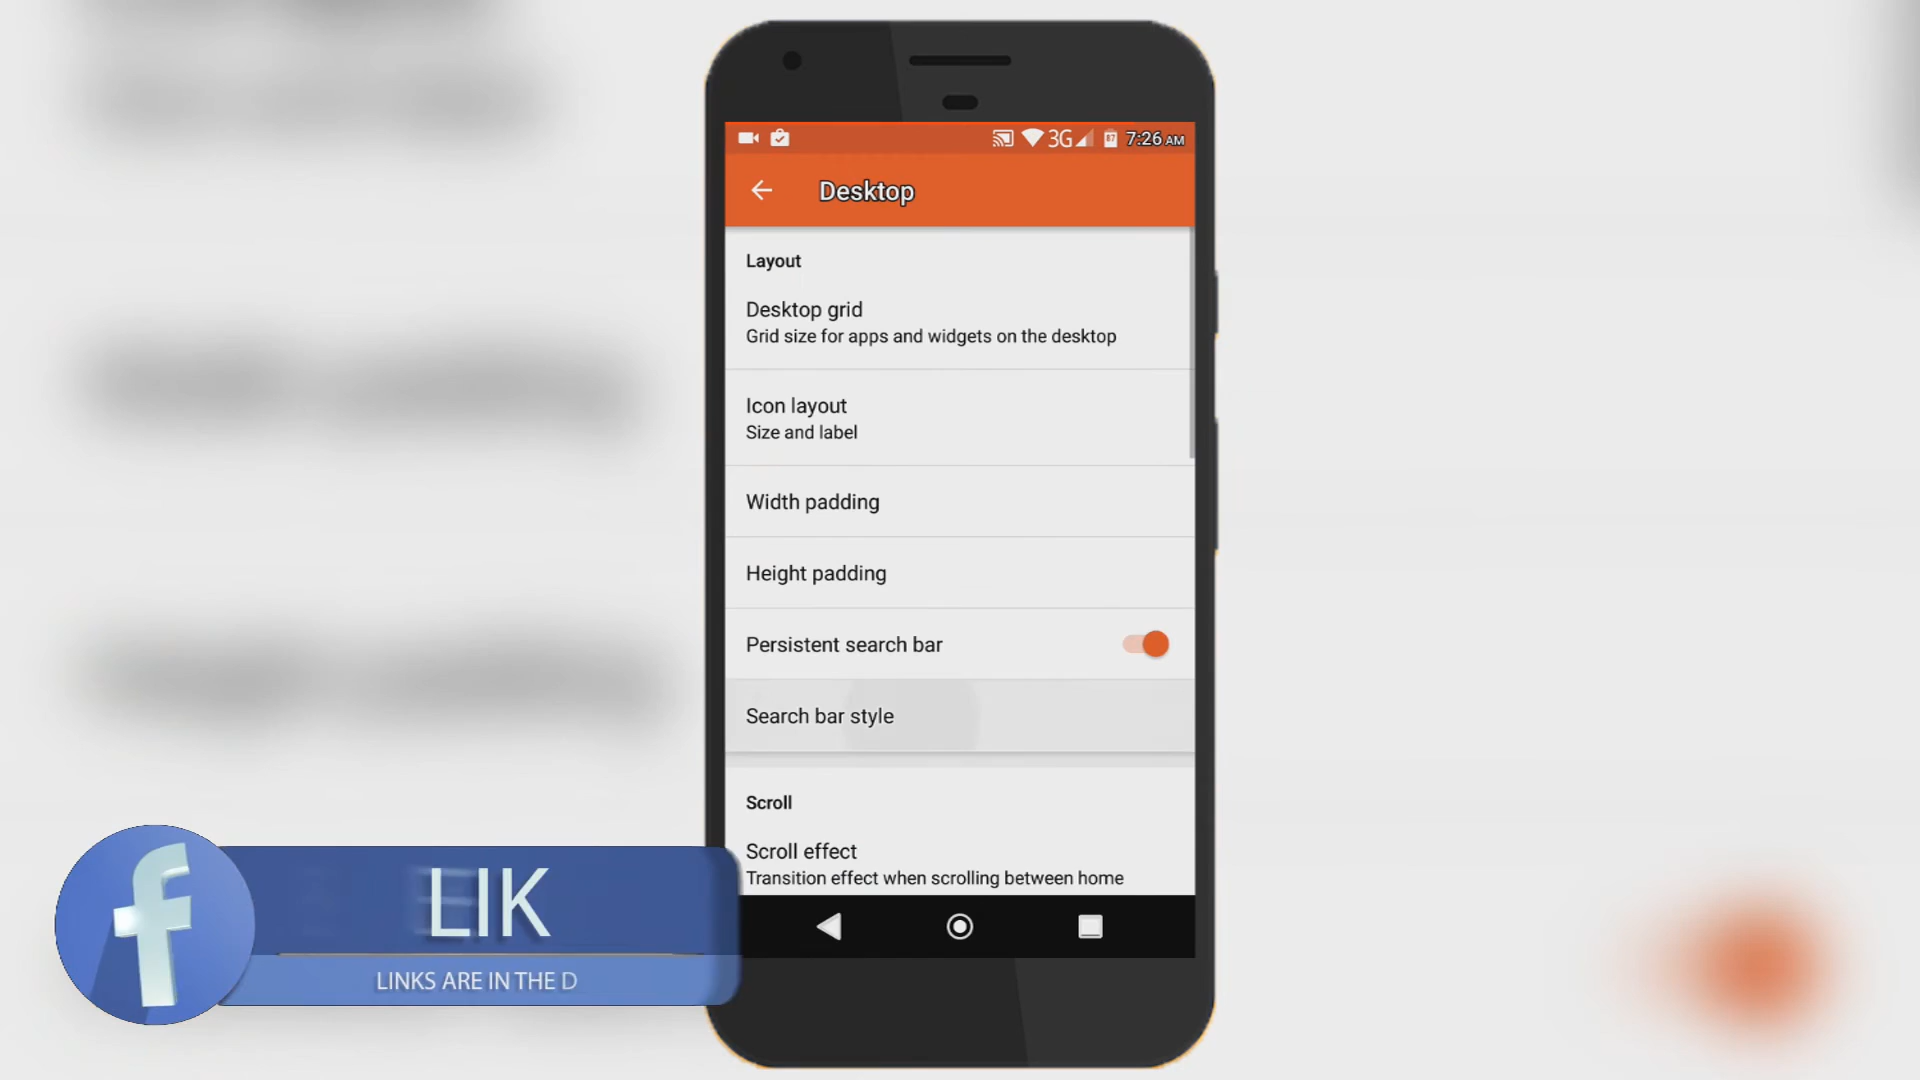 3G 87 7:26 AM
Desktop
Layout
Desktop grid
Grid size for apps and widgets on the desktop
Icon layout
Size and label
Width padding
Height padding
Persistent search bar
Search bar style
Scroll
Scroll effect
Transition effect when scrolling between home
f
LIK
LINKS ARE IN THE D